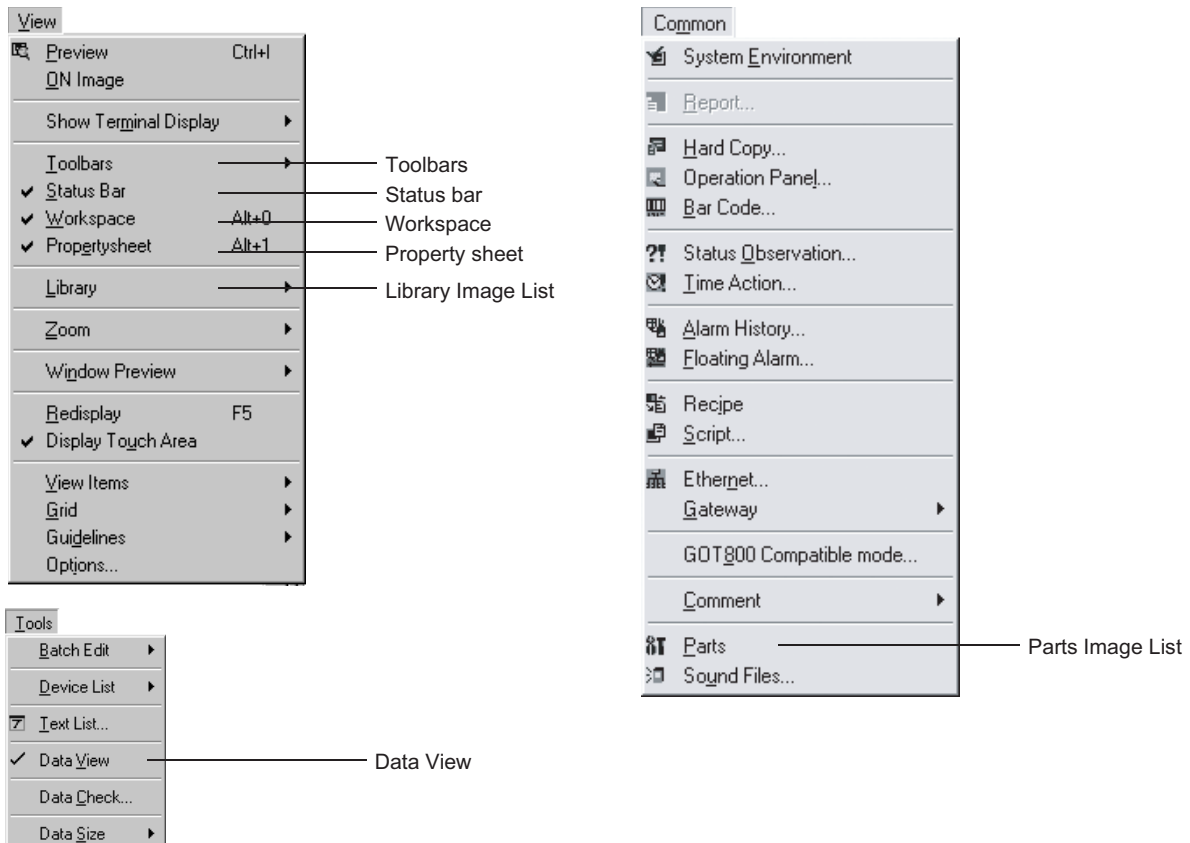 View
Preview Ctrl+I
ON Image
Show Terminal Display
Toolbars
Status Bar
Workspace Alt+0
Propertysheet Alt+1
Library
Zoom
Window Preview
Redisplay F5
Display Touch Area
View Items
Grid
Guidelines
Options...
Toolbars
Status bar
Workspace
Property sheet
Library Image List
Tools
Batch Edit
Device List
Text List...
Data View
Data Check...
Data Size
Data View
Common
System Environment
Report...
Hard Copy...
Operation Panel...
Bar Code...
Status Observation...
Time Action...
Alarm History...
Floating Alarm...
Recipe
Script...
Ethernet...
Gateway
GOT800 Compatible mode...
Comment
Parts
Sound Files...
Parts Image List